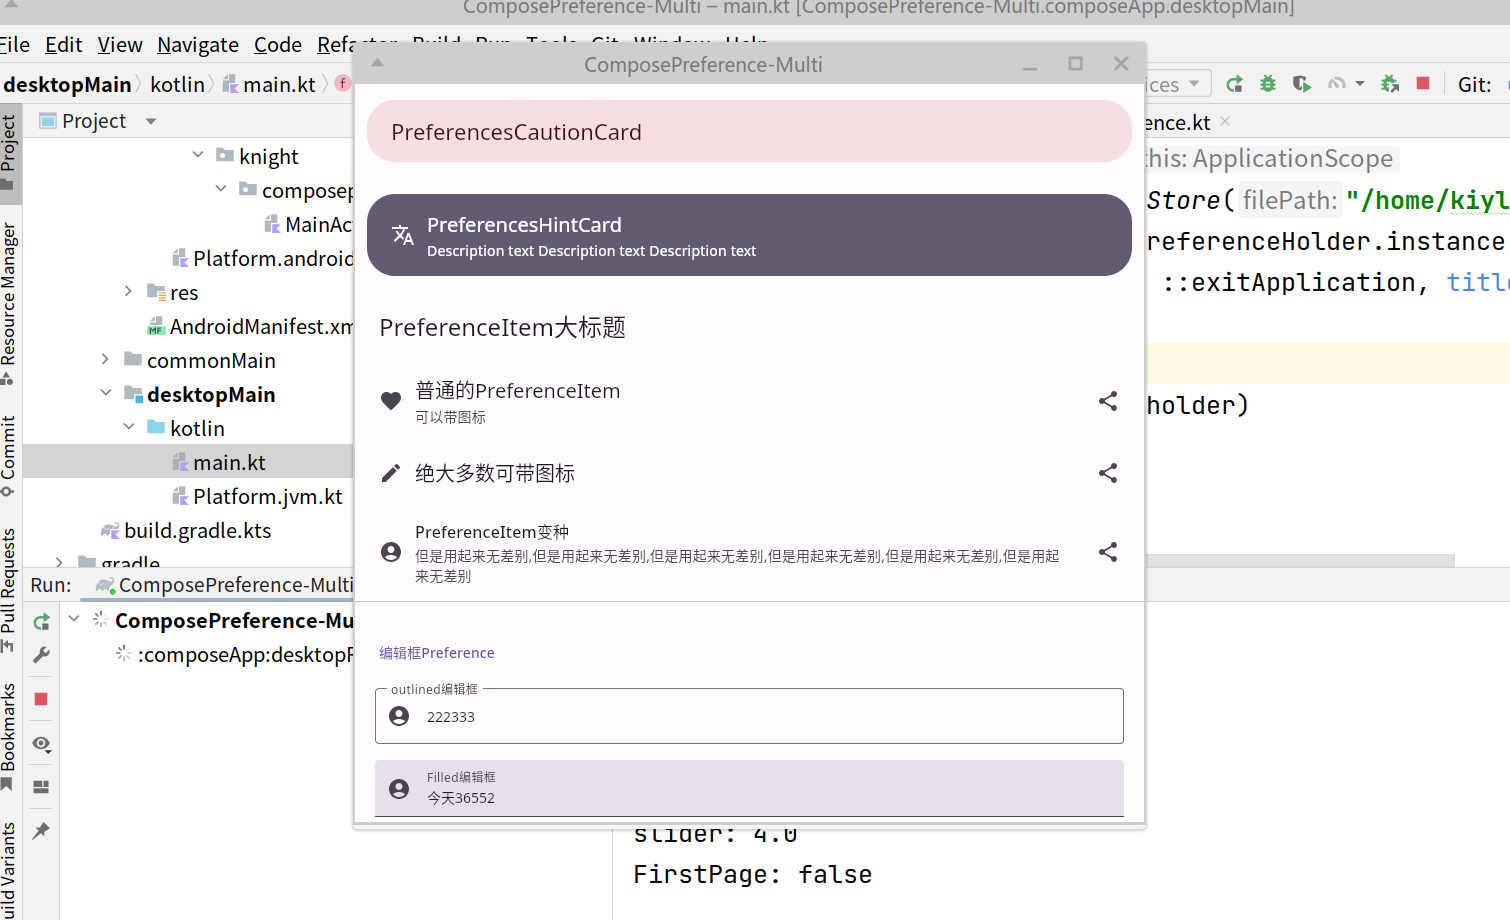 ComposePreference-Multi – main.kt [ComposePreference-Multi.composeApp.desktopMain]
File Edit View Navigate Code Refactor Build Run Tools Git Window Help
desktopMain kotlin main.kt f
ices Git:
Project
ence.kt
knight
composep
MainAc
Platform.android
res
AndroidManifest.xm
commonMain
desktopMain
kotlin
main.kt
Platform.jvm.kt
build.gradle.kts
gradle
Project
Resource Manager
Commit
Pull Requests
Bookmarks
uild Variants
this: ApplicationScope
Store( filePath: "/home/kiyl
referenceHolder.instance
::exitApplication, title
holder)
Run: ComposePreference-Multi
ComposePreference-Mu
:composeApp:desktopR
slider: 4.0
FirstPage: false
ComposePreference-Multi
PreferencesCautionCard
PreferencesHintCard
Description text Description text Description text
PreferenceItem大标题
普通的PreferenceItem
可以带图标
绝大多数可带图标
PreferenceItem变种
但是用起来无差别,但是用起来无差别,但是用起来无差别,但是用起来无差别,但是用起来无差别,但是用起
来无差别
编辑框Preference
outlined编辑框
222333
Filled编辑框
今天36552